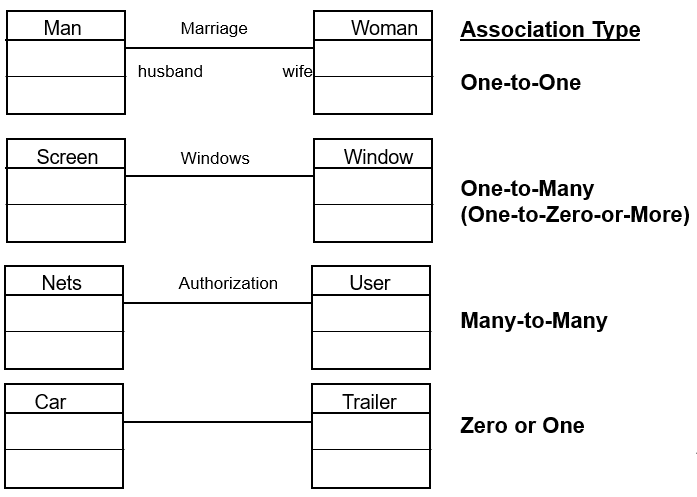 Man Marriage Woman Association Type
husband wife
One-to-One
Screen Windows Window
One-to-Many
(One-to-Zero-or-More)
Nets Authorization User
Many-to-Many
Car Trailer
Zero or One